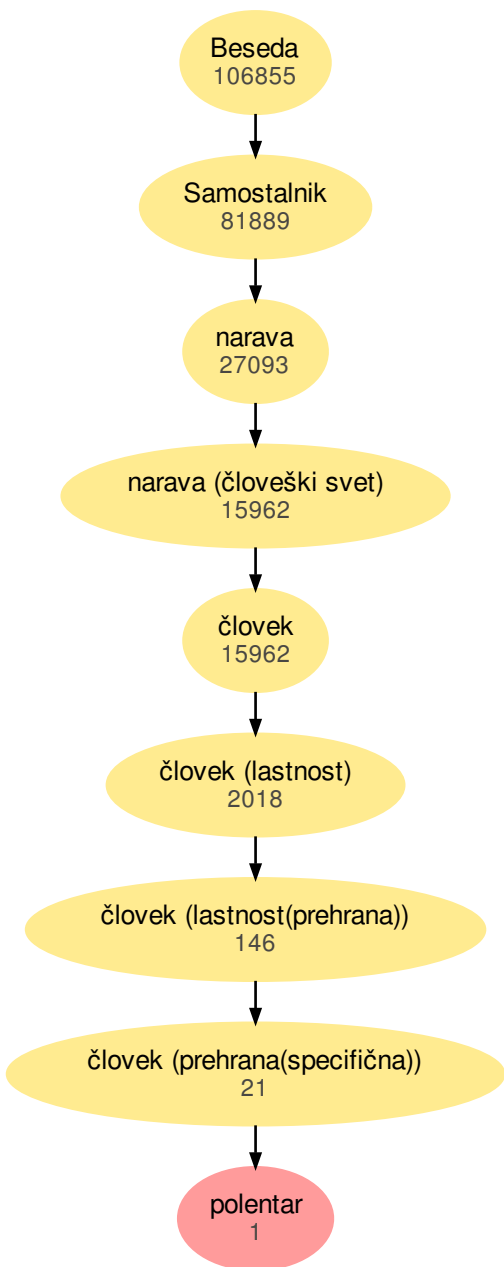 Beseda
106855
Samostalnik
81889
narava
27093
narava (človeški svet)
15962
človek
15962
človek (lastnost)
2018
človek (lastnost(prehrana))
146
človek (prehrana(specifična))
21
polentar
1